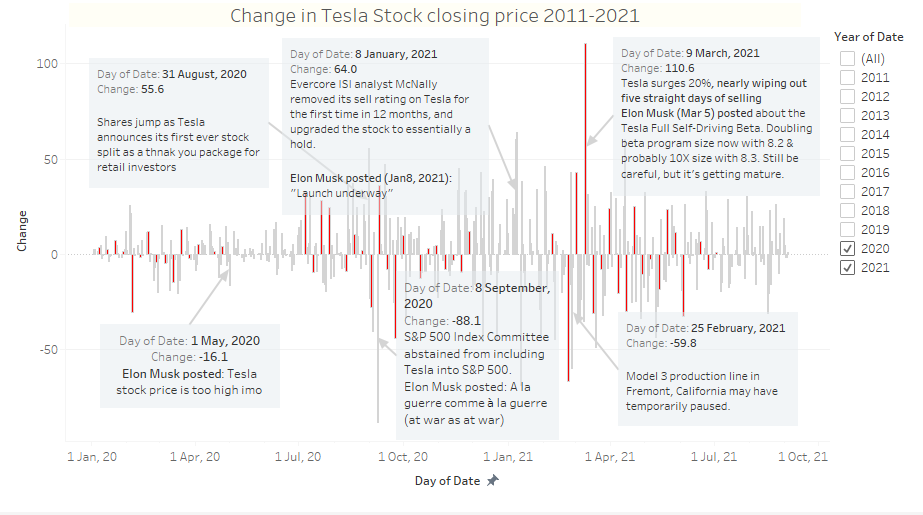 Change in Tesla Stock closing price 2011-2021
Year of Date
(All)
2011
2012
2013
2014
2015
2016
2017
2018
2019
2020
2021
Change
100
50
0
-50
Day of Date: 31 August, 2020
Change: 55.6
Shares jump as Tesla
announces its first ever stock
split as a thnak you package for
retail investors
Day of Date: 8 January, 2021
Change: 64.0
Evercore ISI analyst McNally
removed its sell rating on Tesla for
the first time in 12 months, and
upgraded the stock to essentially a
hold.
Elon Musk posted (Jan8, 2021):
"Launch underway"
Day of Date: 9 March, 2021
Change: 110.6
Tesla surges 20%, nearly wiping out
five straight days of selling
Elon Musk (Mar 5) posted about the
Tesla Full Self-Driving Beta. Doubling
beta program size now with 8.2 &
probably 10X size with 8.3. Still be
careful, but it's getting mature.
Day of Date: 1 May, 2020
Change: -16.1
Elon Musk posted: Tesla
stock price is too high imo
Day of Date: 8 September,
2020
Change: -88.1
S&P 500 Index Committee
abstained from including
Tesla into S&P 500.
Elon Musk posted: A la
guerre comme à la guerre
(at war as at war)
Day of Date: 25 February, 2021
Change: -59.8
Model 3 production line in
Fremont, California may have
temporarily paused.
1 Jan, 20
1 Apr, 20
1 Jul, 20
1 Oct, 20
1 Jan, 21
1 Apr, 21
1 Jul, 21
1 Oct, 21
Day of Date